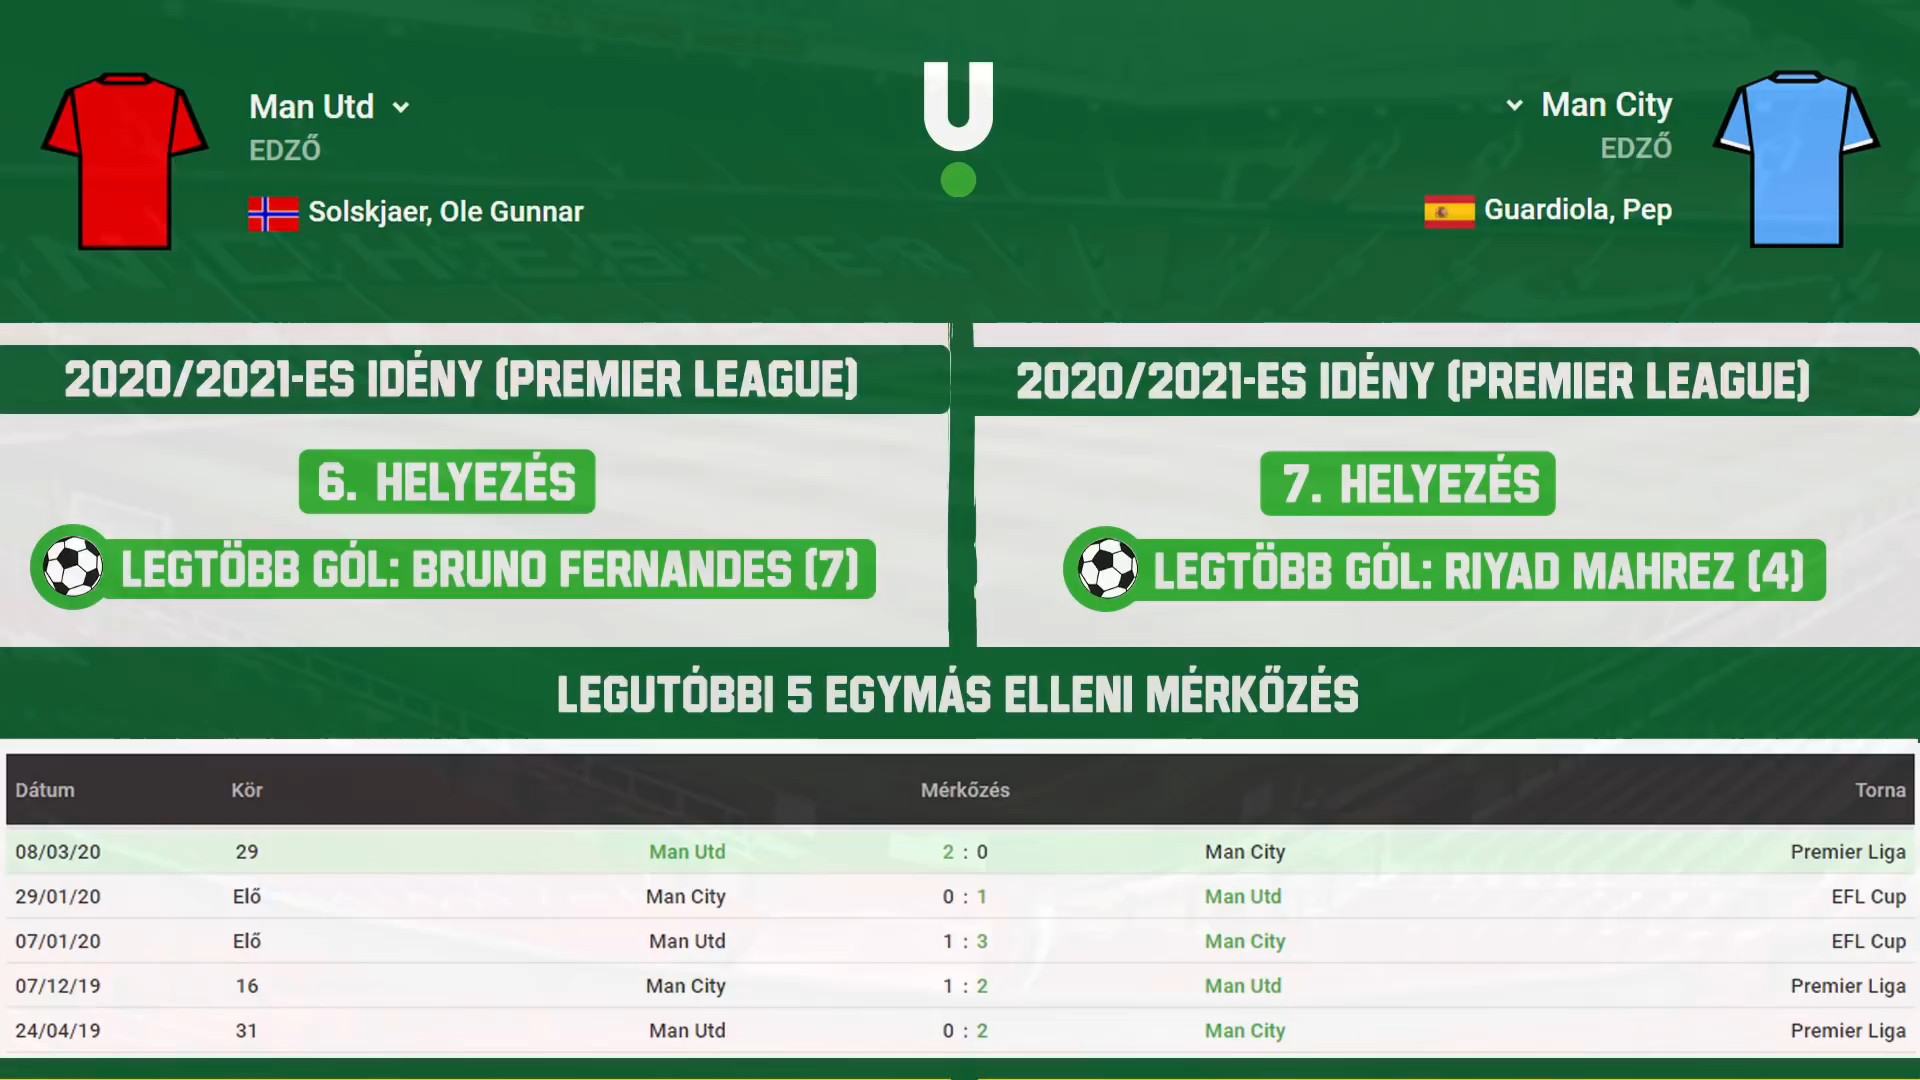 Man Utd
EDZŐ
Solskjaer, Ole Gunnar
U
Man City
EDZŐ
Guardiola, Pep
2020/2021-ES IDÉNY (PREMIER LEAGUE)
6. HELYEZÉS
LEGTÖBB GÓL: BRUNO FERNANDES (7)
2020/2021-ES IDÉNY (PREMIER LEAGUE)
7. HELYEZÉS
LEGTÖBB GÓL: RIYAD MAHREZ (4)
LEGUTÓBBI 5 EGYMÁS ELLENI MÉRKŐZÉS
Dátum Kör Mérkőzés Torna
08/03/20 29 Man Utd 2 : 0 Man City Premier Liga
29/01/20 Elő Man City 0 : 1 Man Utd EFL Cup
07/01/20 Elő Man Utd 1 : 3 Man City EFL Cup
07/12/19 16 Man City 1 : 2 Man Utd Premier Liga
24/04/19 31 Man Utd 0 : 2 Man City Premier Liga